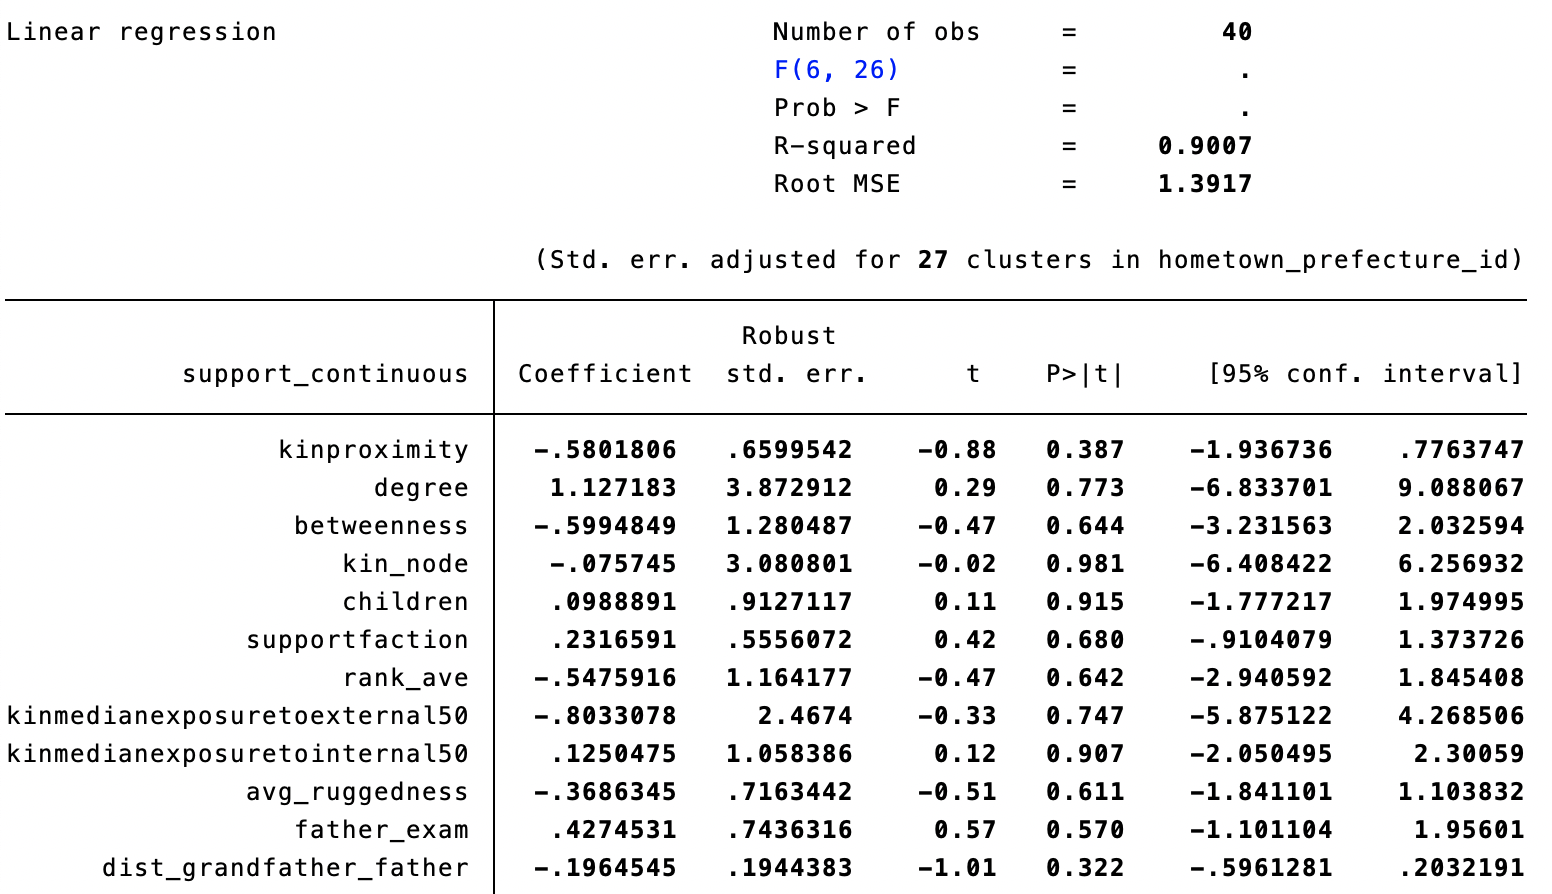 Linear regression Number of obs = 40
F(6, 26) = .
Prob > F = .
R-squared = 0.9007
Root MSE = 1.3917
(Std. err. adjusted for 27 clusters in hometown_prefecture_id)
Robust
support_continuous Coefficient std. err. t P>|t| [95% conf. interval]
kinproximity -.5801806 .6599542 -0.88 0.387 -1.936736 .7763747
degree 1.127183 3.872912 0.29 0.773 -6.833701 9.088067
betweenness -.5994849 1.280487 -0.47 0.644 -3.231563 2.032594
kin_node -.075745 3.080801 -0.02 0.981 -6.408422 6.256932
children .0988891 .9127117 0.11 0.915 -1.777217 1.974995
supportfaction .2316591 .5556072 0.42 0.680 -.9104079 1.373726
rank_ave -.5475916 1.164177 -0.47 0.642 -2.940592 1.845408
kinmedianexposuretoexternal50 -.8033078 2.4674 -0.33 0.747 -5.875122 4.268506
kinmedianexposuretointernal50 .1250475 1.058386 0.12 0.907 -2.050495 2.30059
avg_ruggedness -.3686345 .7163442 -0.51 0.611 -1.841101 1.103832
father_exam .4274531 .7436316 0.57 0.570 -1.101104 1.95601
dist_grandfather_father -.1964545 .1944383 -1.01 0.322 -.5961281 .2032191